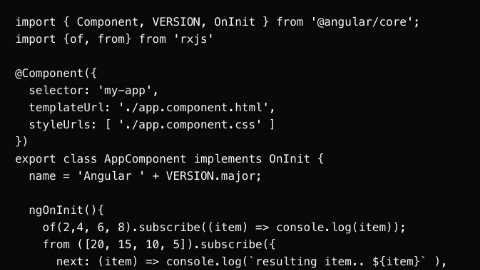 import { Component, VERSION, OnInit } from '@angular/core';
import {of, from} from 'rxjs'
@Component({
selector: 'my-app',
templateUrl: './app.component.html',
styleUrls: [ './app.component.css' ]
})
export class AppComponent implements OnInit {
name = 'Angular ' + VERSION.major;
ngOnInit(){
of(2,4, 6, 8).subscribe((item) => console.log(item));
from ([20, 15, 10, 5]).subscribe({
next: (item) => console.log(`resulting item.. ${item}` ),